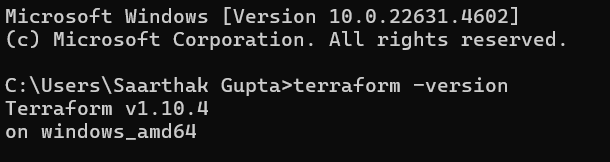 Microsoft Windows [Version 10.0.22631.4602]
(c) Microsoft Corporation. All rights reserved.
C:\Users\Saarthak Gupta>terraform -version
Terraform v1.10.4
on windows_amd64